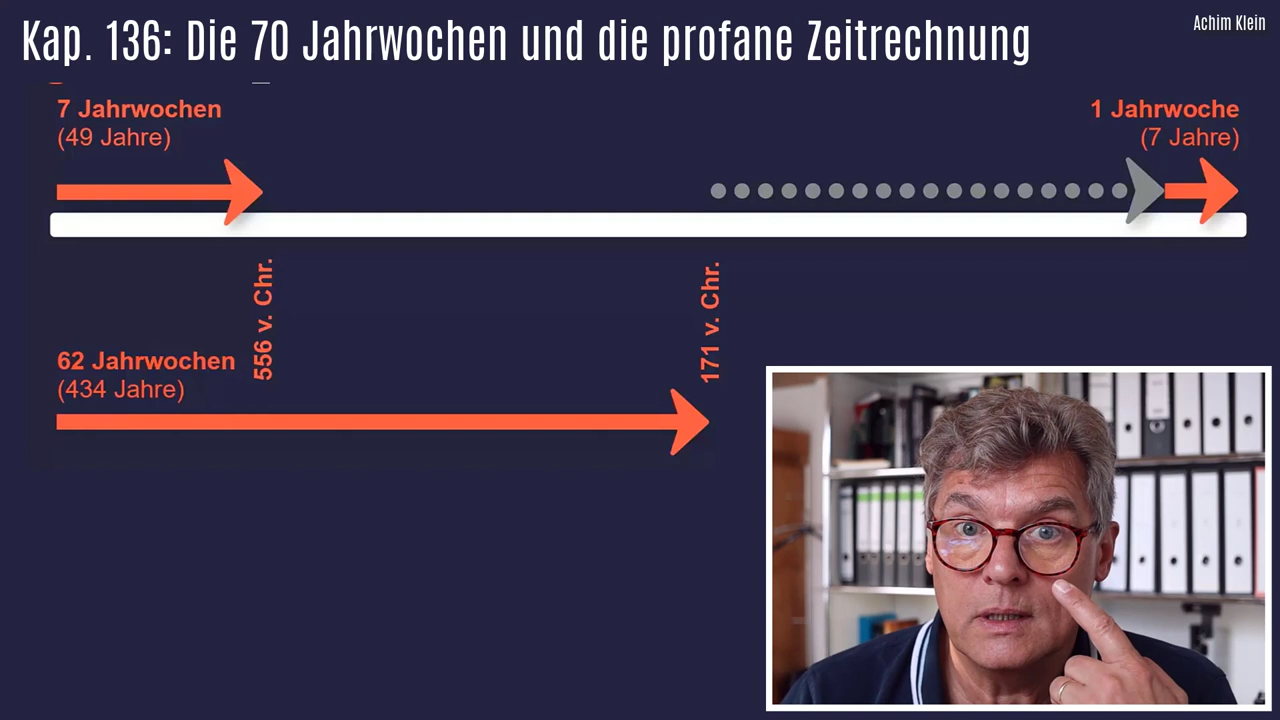 Kap. 136: Die 70 Jahrwochen und die profane Zeitrechnung
Achim Klein
7 Jahrwochen
(49 Jahre)
1 Jahrwoche
(7 Jahre)
556 v. Chr.
171 v. Chr.
62 Jahrwochen
(434 Jahre)